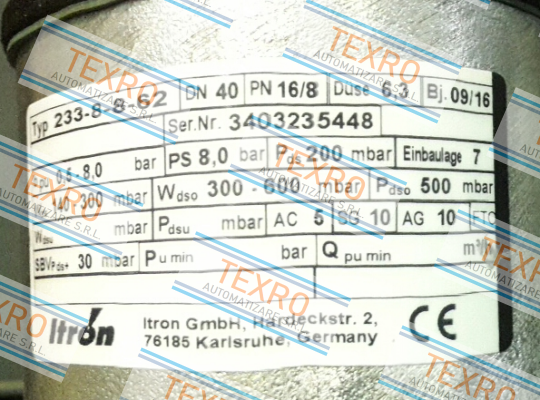 Typ 233-8-6-62 DN 40 PN 16/8 Düse 6,3 Bj. 09/16
Ser.Nr. 3403235448
0,5-8,0 bar PS 8,0 bar Pds 200 mbar Einbaulage 7
140-300 mbar Wdso 300 - 600 mbar Pdso 500 mbar
Wdsu mbar Pdsu mbar AC 5 SG 10 AG 10 FTC
SBVPds+ 30 mbar Pu min bar Q pu min m³/h
Itron
Itron GmbH, Hardeckstr. 2,
76185 Karlsruhe, Germany
CE
TEXRO
AUTOMATIZARE S.R.L